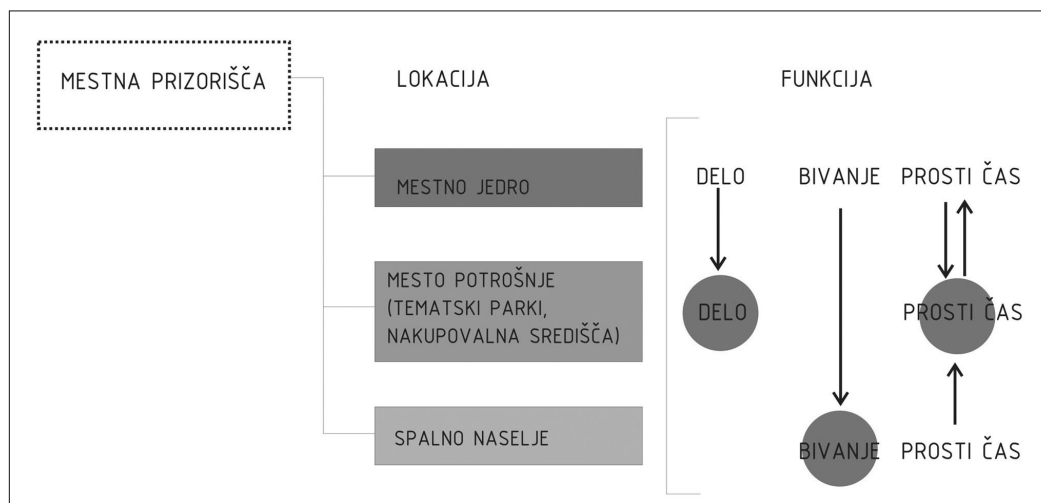 MESTNA PRIZORIŠČA
LOKACIJA
FUNKCIJA
MESTNO JEDRO
DELO
BIVANJE
PROSTI ČAS
MESTO POTROŠNJE
(TEMATSKI PARKI,
NAKUPOVALNA SREDIŠČA)
DELO
PROSTI ČAS
SPALNO NASELJE
BIVANJE
PROSTI ČAS